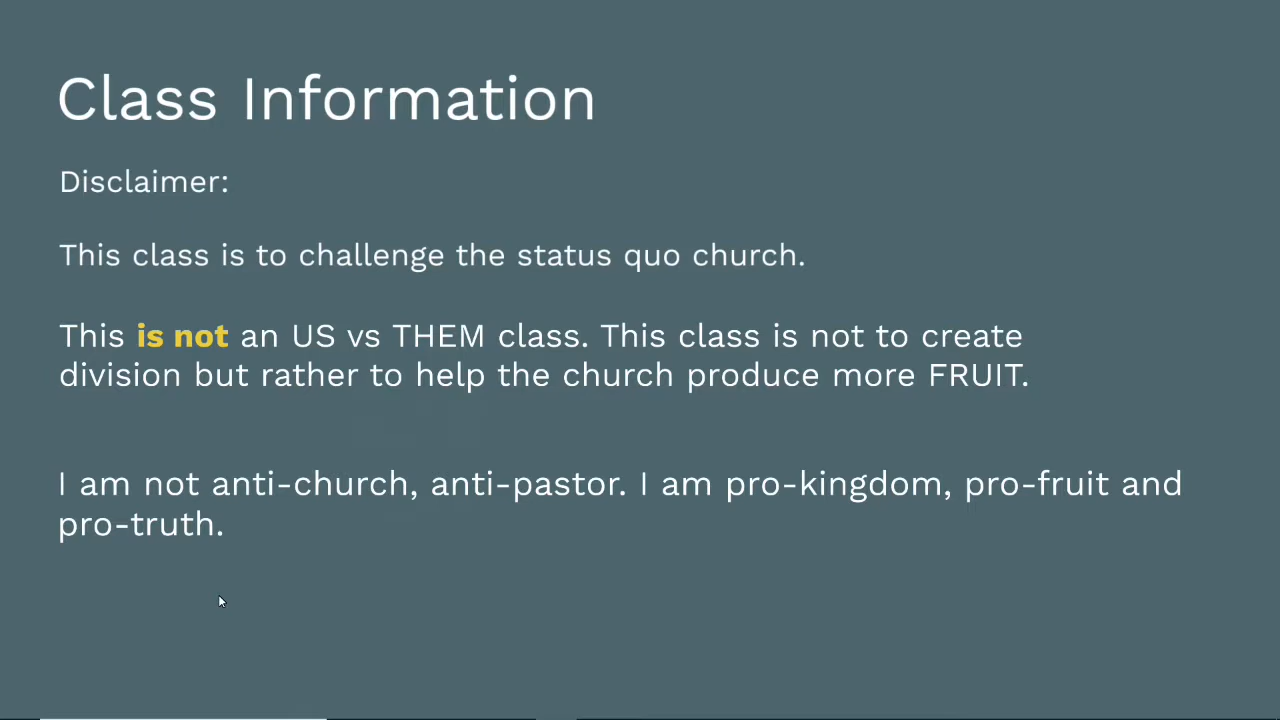 Class Information
Disclaimer:
This class is to challenge the status quo church.
This is not an US vs THEM class. This class is not to create
division but rather to help the church produce more FRUIT.
I am not anti-church, anti-pastor. I am pro-kingdom, pro-fruit and
pro-truth.